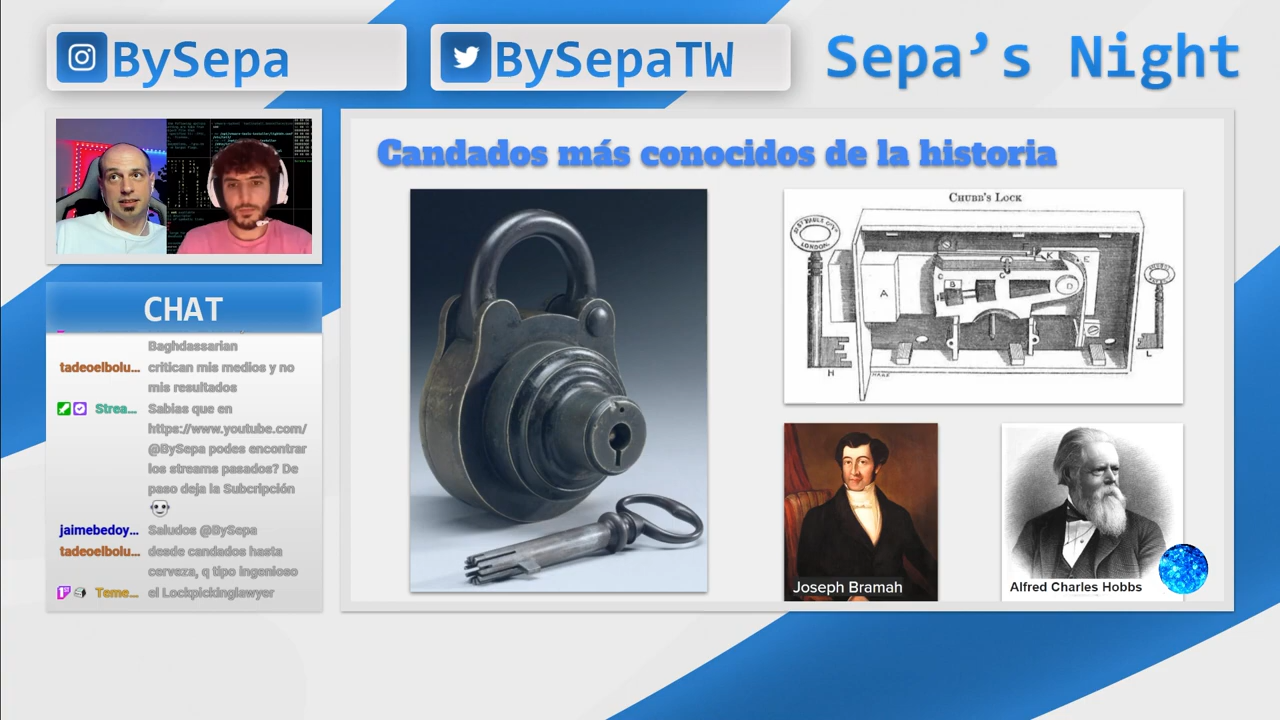 BySepa
BySepaTW
Sepa's Night
Candados más conocidos de la historia
CHUBB'S LOCK
ST PAULS
LONDON
A
B
C
G
K
E
D
H
L
Joseph Bramah
Alfred Charles Hobbs
CHAT
Baghdassarian
tadeoelbolu... critican mis medios y no
mis resultados
Strea... Sabias que en
https://www.youtube.com/
@BySepa podes encontrar
los streams pasados? De
paso deja la Subcripción
jaimebedoy... Saludos @BySepa
tadeoelbolu... desde candados hasta
cerveza, q tipo ingenioso
Teme... el Lockpickinglawyer